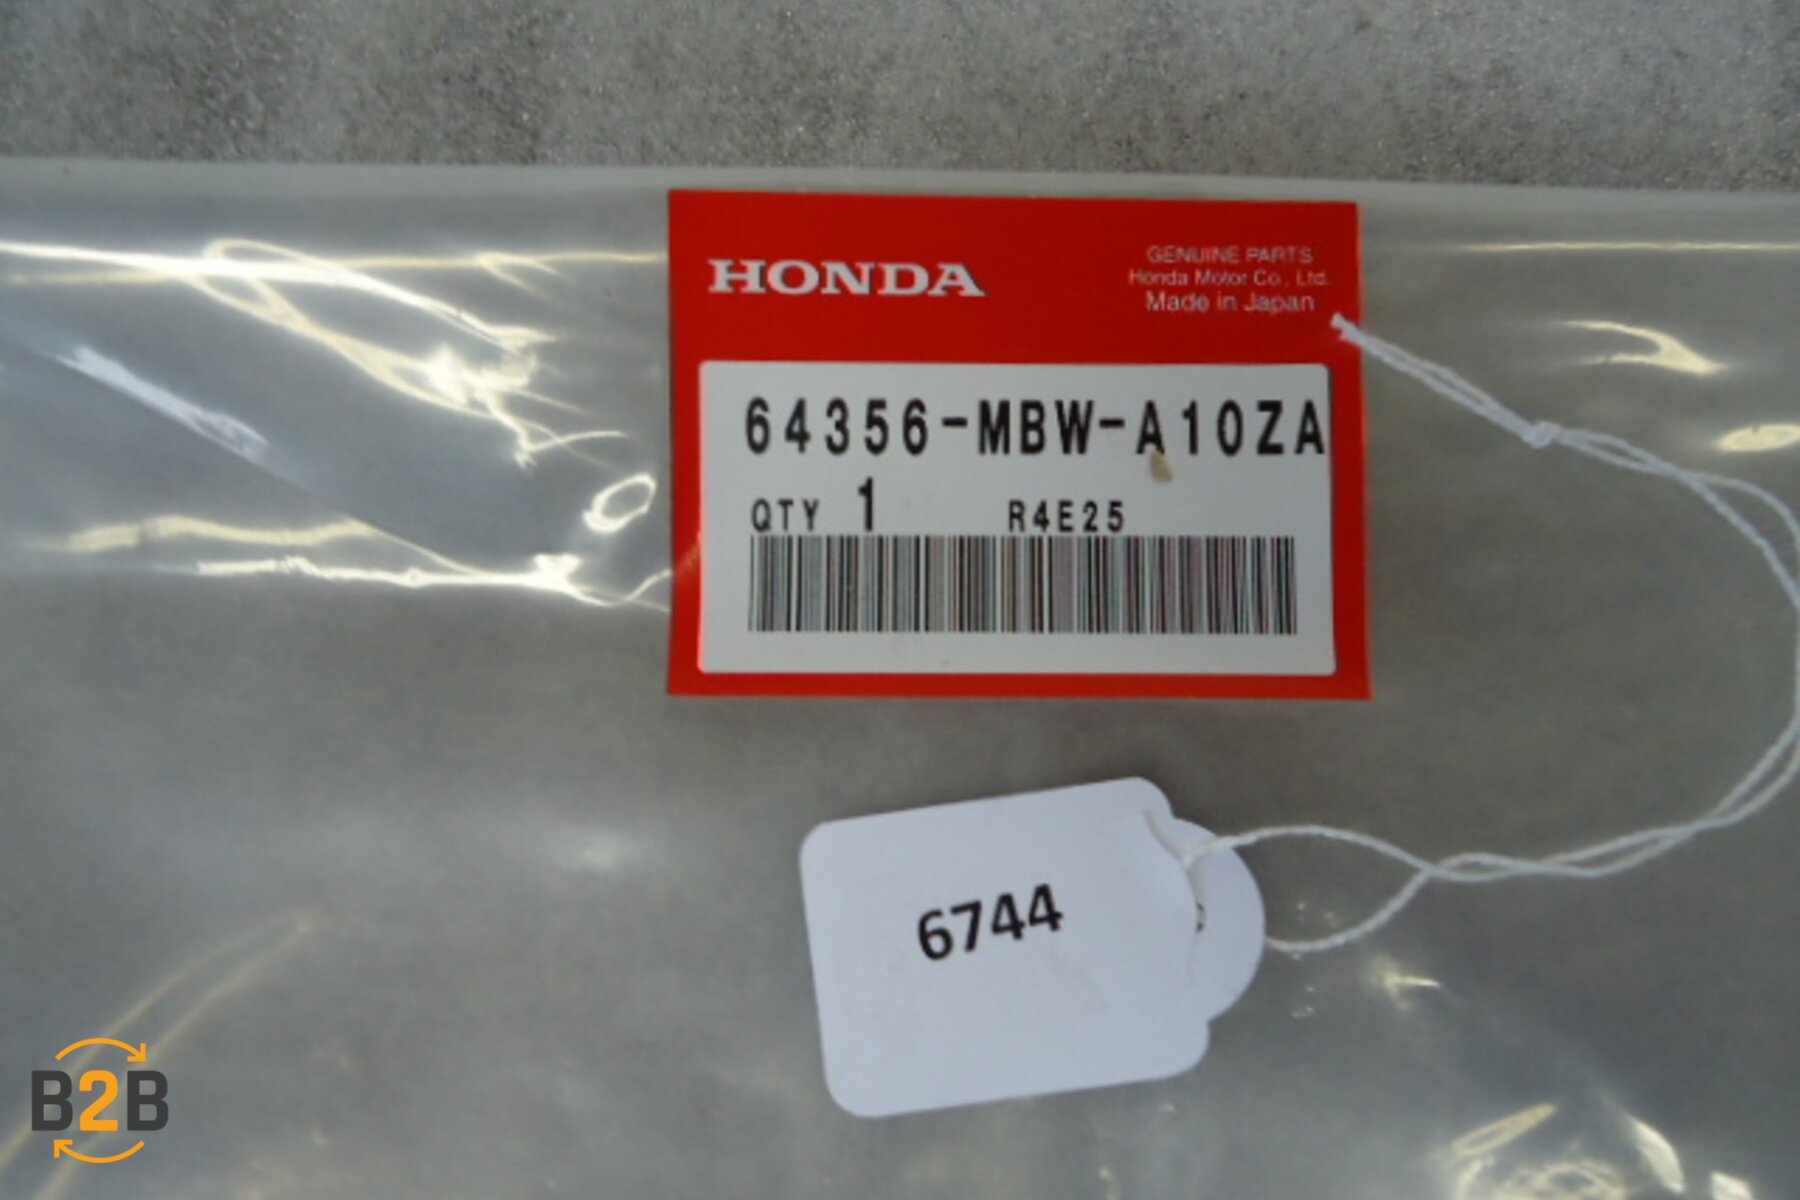 HONDA
GENUINE PARTS
Honda Motor Co., Ltd.
Made in Japan
64356-MBW-A10ZA
QTY 1 R4E25
6744
B2B